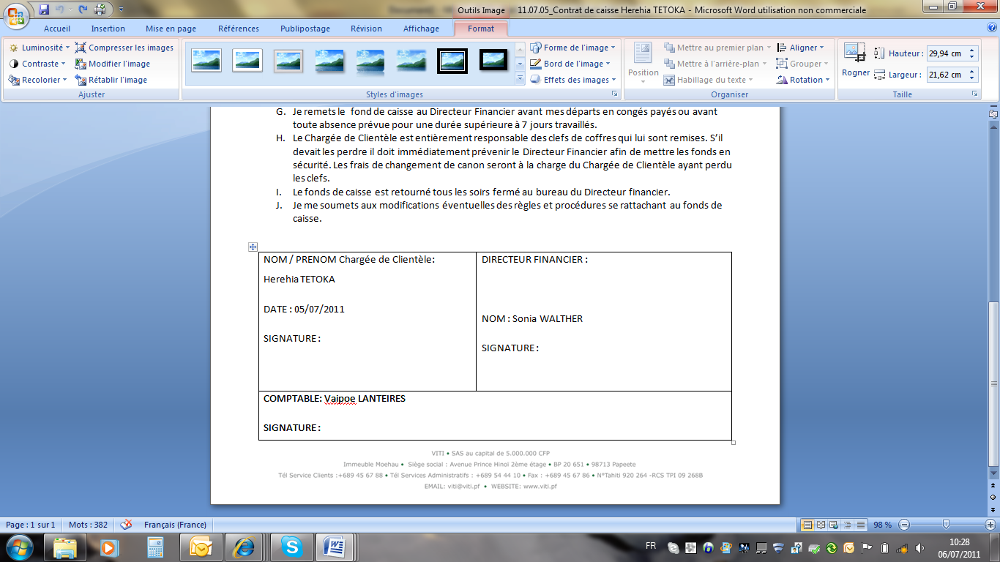 Outils Image
11.07.05_Contrat de caisse Herehia TETOKA - Microsoft Word utilisation non commerciale
Accueil Insertion Mise en page Références Publipostage Révision Affichage Format
Luminosité Compresser les images
Contraste Modifier l'image
Recolorier Rétablir l'image
Ajuster
Forme de l'image
Bord de l'image
Effets des images
Styles d'images
Position
Mettre au premier plan
Mettre à l'arrière-plan
Habillage du texte
Aligner
Grouper
Rotation
Organiser
Rogner
Hauteur : 29,94 cm
Largeur : 21,62 cm
Taille
G. Je remets le fond de caisse au Directeur Financier avant mes départs en congés payés ou avant
toute absence prévue pour une durée supérieure à 7 jours travaillés.
H. Le Chargée de Clientèle est entièrement responsable des clefs de coffres qui lui sont remises. S'il
devait les perdre il doit immédiatement prévenir le Directeur Financier afin de mettre les fonds en
sécurité. Les frais de changement de canon seront à la charge du Chargée de Clientèle ayant perdu
les clefs.
I. Le fonds de caisse est retourné tous les soirs fermé au bureau du Directeur financier.
J. Je me soumets aux modifications éventuelles des règles et procédures se rattachant au fonds de
caisse.
NOM / PRENOM Chargée de Clientèle:
Herehia TETOKA
DATE : 05/07/2011
SIGNATURE :
DIRECTEUR FINANCIER :
NOM : Sonia WALTHER
SIGNATURE :
COMPTABLE: Vaipoe LANTEIRES
SIGNATURE :
VITI • SAS au capital de 5.000.000 CFP
Immeuble Moehau • Siège social : Avenue Prince Hinoï 2ème étage • BP 20 651 • 98713 Papeete
Tél Service Clients :+689 45 67 88 • Tél Services Administratifs : +689 54 44 10 • Fax : +689 45 67 86 • N°Tahiti 920 264 -RCS TPI 09 268B
EMAIL: viti@viti.pf • WEBSITE: www.viti.pf
Page : 1 sur 1 Mots : 382 Français (France) 98 %
FR
10:28
06/07/2011